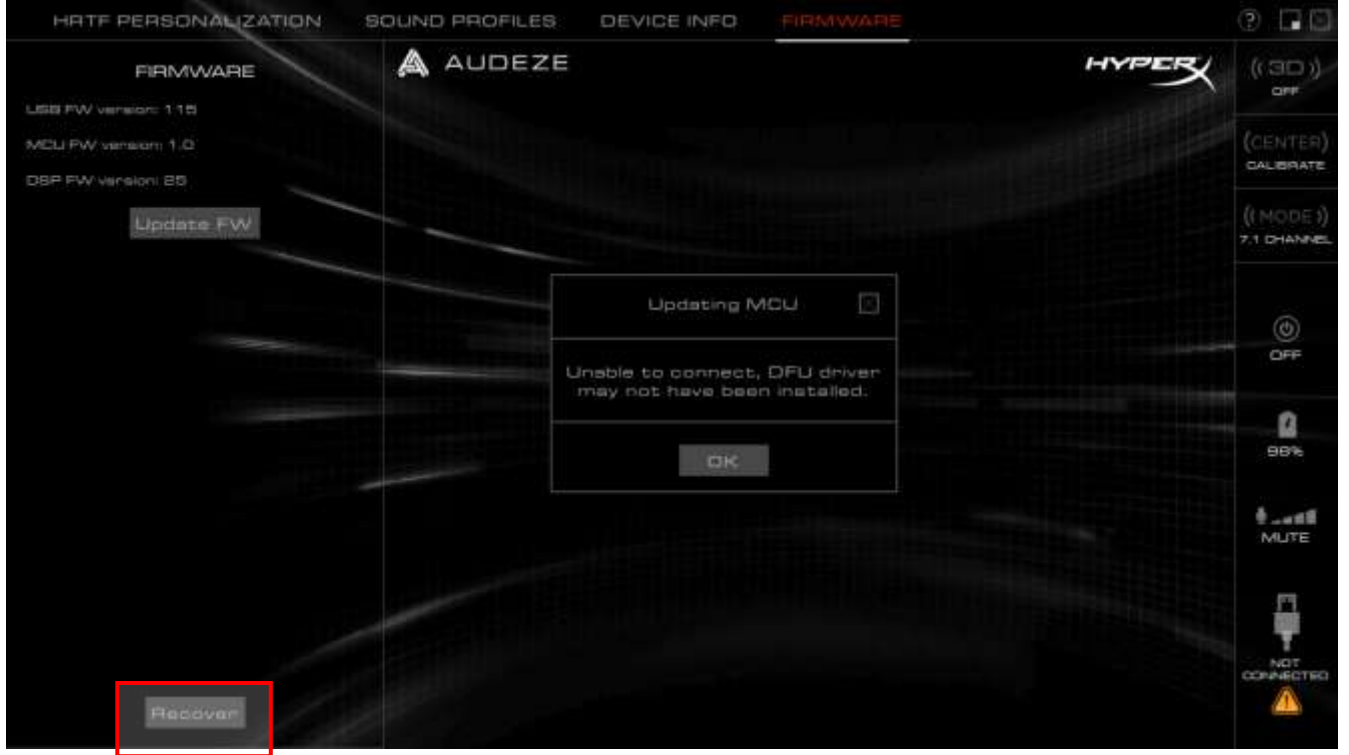 HRTF PERSONALIZATION SOUND PROFILES DEVICE INFO FIRMWARE ?
FIRMWARE
USB FW version: 115
MCU FW version: 1.0
DSP FW version: 25
Update FW
Recover
AUDEZE
HYPERX
Updating MCU
Unable to connect, DFU driver
may not have been installed.
OK
((3D))
OFF
(CENTER)
CALIBRATE
((MODE))
7.1 CHANNEL
OFF
98%
MUTE
NOT
CONNECTED